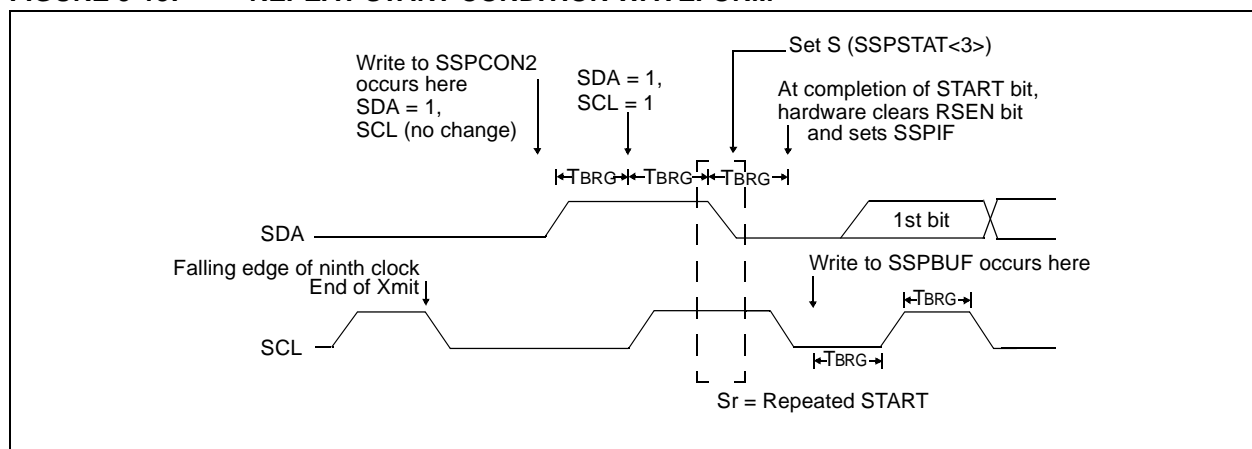 Set S (SSPSTAT<3>)
Write to SSPCON2
occurs here
SDA = 1,
SCL (no change)
SDA = 1,
SCL = 1
At completion of START bit,
hardware clears RSEN bit
and sets SSPIF
TBRG
TBRG
TBRG
SDA
1st bit
Falling edge of ninth clock
End of Xmit
Write to SSPBUF occurs here
TBRG
SCL
TBRG
Sr = Repeated START